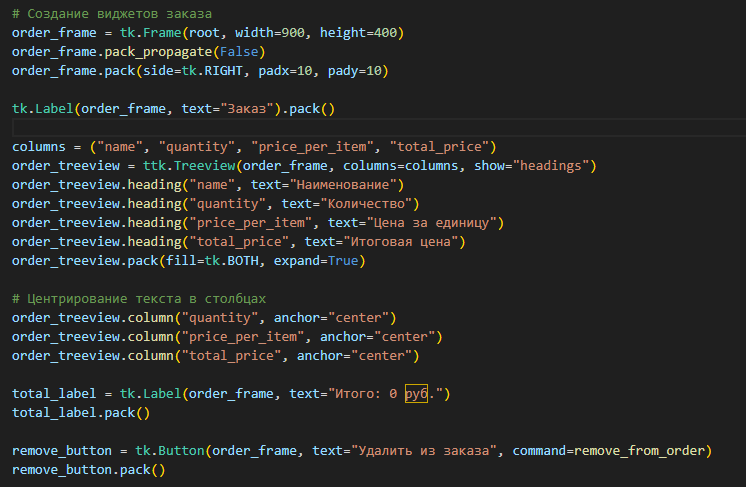 # Создание виджетов заказа
order_frame = tk.Frame(root, width=900, height=400)
order_frame.pack_propagate(False)
order_frame.pack(side=tk.RIGHT, padx=10, pady=10)
tk.Label(order_frame, text="Заказ").pack()
columns = ("name", "quantity", "price_per_item", "total_price")
order_treeview = ttk.Treeview(order_frame, columns=columns, show="headings")
order_treeview.heading("name", text="Наименование")
order_treeview.heading("quantity", text="Количество")
order_treeview.heading("price_per_item", text="Цена за единицу")
order_treeview.heading("total_price", text="Итоговая цена")
order_treeview.pack(fill=tk.BOTH, expand=True)
# Центрирование текста в столбцах
order_treeview.column("quantity", anchor="center")
order_treeview.column("price_per_item", anchor="center")
order_treeview.column("total_price", anchor="center")
total_label = tk.Label(order_frame, text="Итого: 0 руб.")
total_label.pack()
remove_button = tk.Button(order_frame, text="Удалить из заказа", command=remove_from_order)
remove_button.pack()